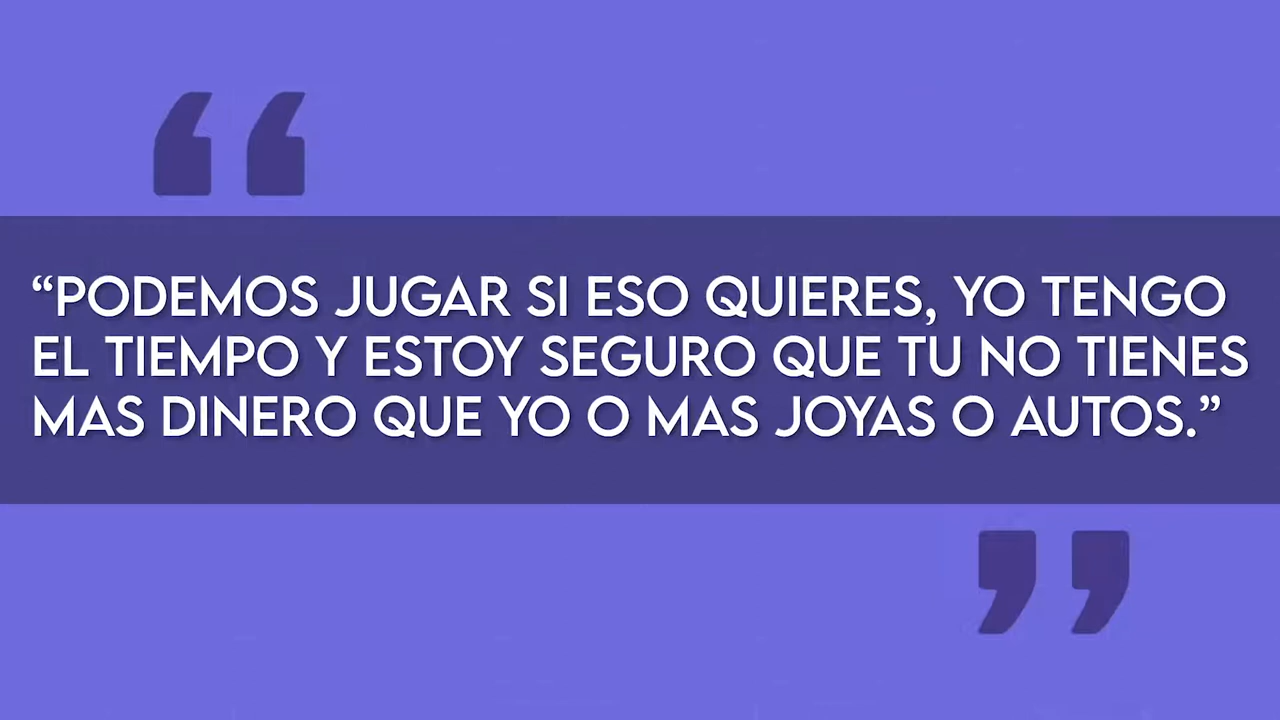 “PODEMOS JUGAR SI ESO QUIERES, YO TENGO
EL TIEMPO Y ESTOY SEGURO QUE TU NO TIENES
MAS DINERO QUE YO O MAS JOYAS O AUTOS.”